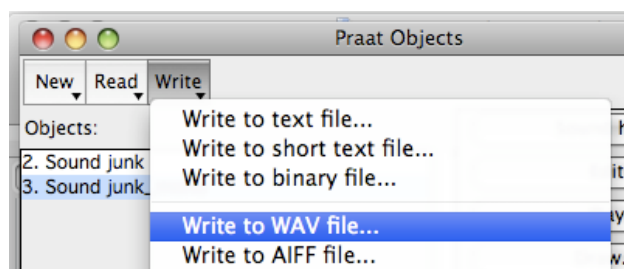 Praat Objects
New Read Write
Objects:
2. Sound junk
3. Sound junk_
Write to text file...
Write to short text file...
Write to binary file...
Write to WAV file...
Write to AIFF file...